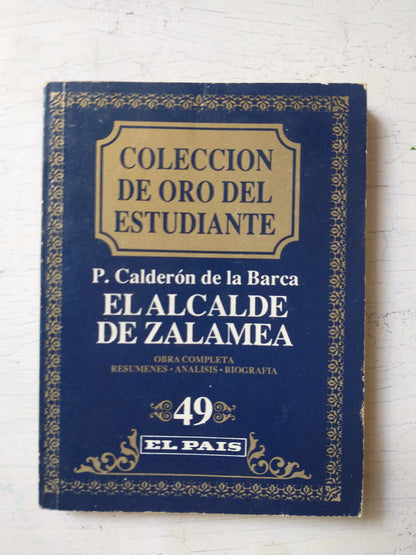 COLECCION
DE ORO DEL
ESTUDIANTE
P. Calderón de la Barca
EL ALCALDE
DE ZALAMEA
OBRA COMPLETA
RESUMENES • ANALISIS • BIOGRAFIA
49
EL PAIS